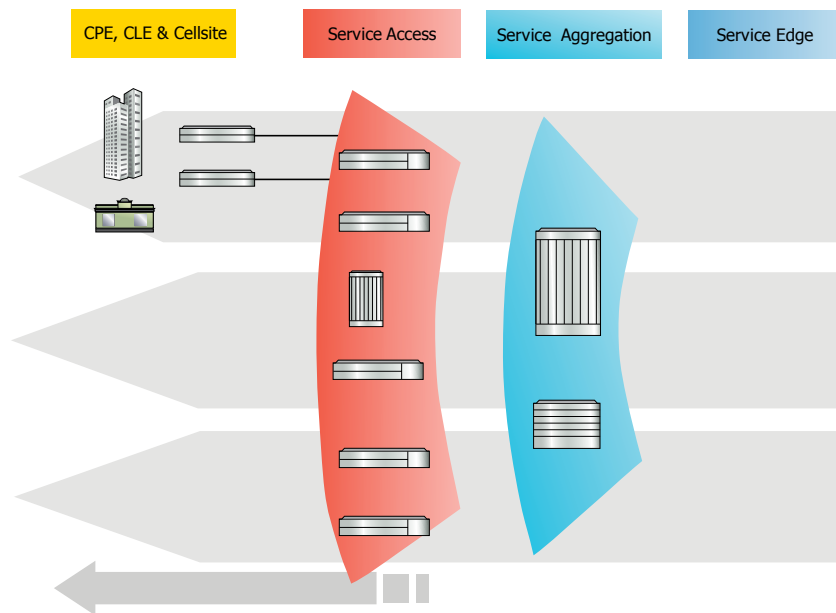 CPE, CLE & Cellsite
Service Access
Service Aggregation
Service Edge